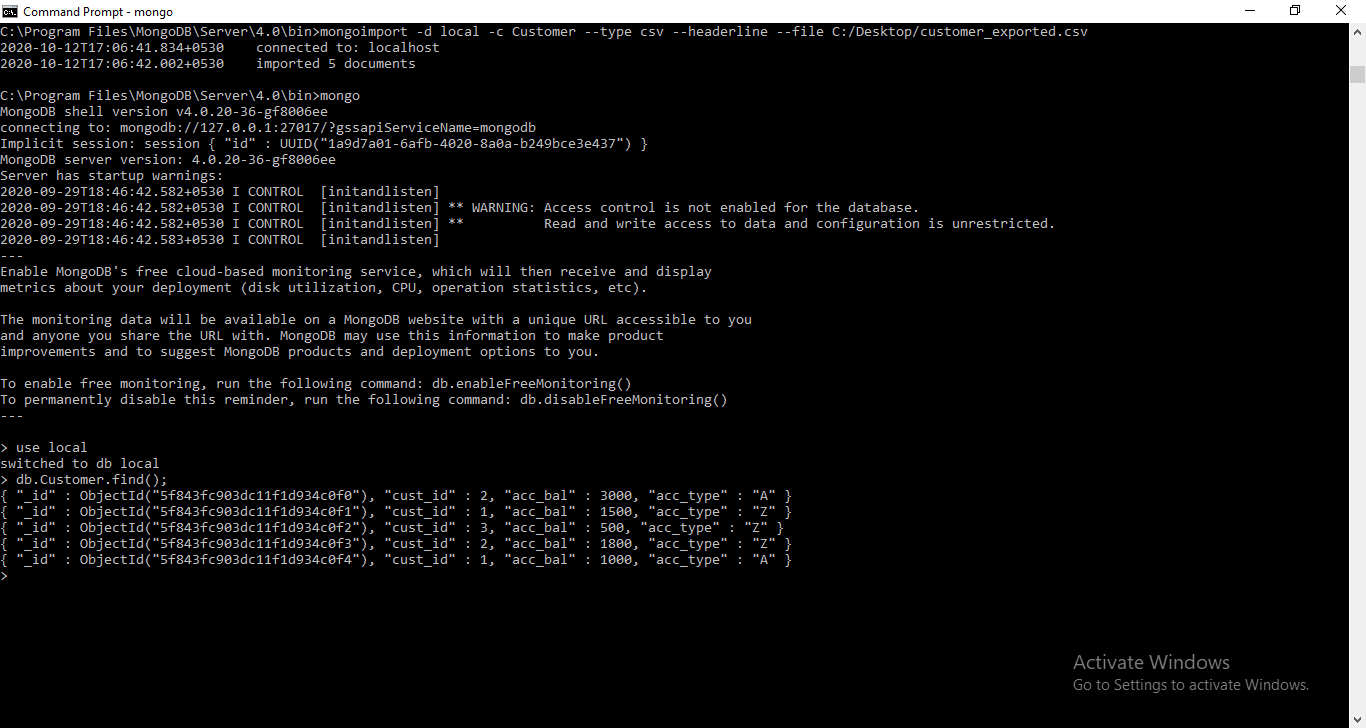 Command Prompt - mongo
C:\Program Files\MongoDB\Server\4.0\bin>mongoimport -d local -c Customer --type csv --headerline --file C:/Desktop/customer_exported.csv
2020-10-12T17:06:41.834+0530    connected to: localhost
2020-10-12T17:06:42.002+0530    imported 5 documents

C:\Program Files\MongoDB\Server\4.0\bin>mongo
MongoDB shell version v4.0.20-36-gf8006ee
connecting to: mongodb://127.0.0.1:27017/?gssapiServiceName=mongodb
Implicit session: session { "id" : UUID("1a9d7a01-6afb-4020-8a0a-b249bce3e437") }
MongoDB server version: 4.0.20-36-gf8006ee
Server has startup warnings:
2020-09-29T18:46:42.582+0530 I CONTROL  [initandlisten]
2020-09-29T18:46:42.582+0530 I CONTROL  [initandlisten] ** WARNING: Access control is not enabled for the database.
2020-09-29T18:46:42.582+0530 I CONTROL  [initandlisten] **          Read and write access to data and configuration is unrestricted.
2020-09-29T18:46:42.583+0530 I CONTROL  [initandlisten]
---
Enable MongoDB's free cloud-based monitoring service, which will then receive and display
metrics about your deployment (disk utilization, CPU, operation statistics, etc).

The monitoring data will be available on a MongoDB website with a unique URL accessible to you
and anyone you share the URL with. MongoDB may use this information to make product
improvements and to suggest MongoDB products and deployment options to you.

To enable free monitoring, run the following command: db.enableFreeMonitoring()
To permanently disable this reminder, run the following command: db.disableFreeMonitoring()
---

> use local
switched to db local
> db.Customer.find();
{ "_id" : ObjectId("5f843fc903dc11f1d934c0f0"), "cust_id" : 2, "acc_bal" : 3000, "acc_type" : "A" }
{ "_id" : ObjectId("5f843fc903dc11f1d934c0f1"), "cust_id" : 1, "acc_bal" : 1500, "acc_type" : "Z" }
{ "_id" : ObjectId("5f843fc903dc11f1d934c0f2"), "cust_id" : 3, "acc_bal" : 500, "acc_type" : "Z" }
{ "_id" : ObjectId("5f843fc903dc11f1d934c0f3"), "cust_id" : 2, "acc_bal" : 1800, "acc_type" : "Z" }
{ "_id" : ObjectId("5f843fc903dc11f1d934c0f4"), "cust_id" : 1, "acc_bal" : 1000, "acc_type" : "A" }
>
Activate Windows
Go to Settings to activate Windows.